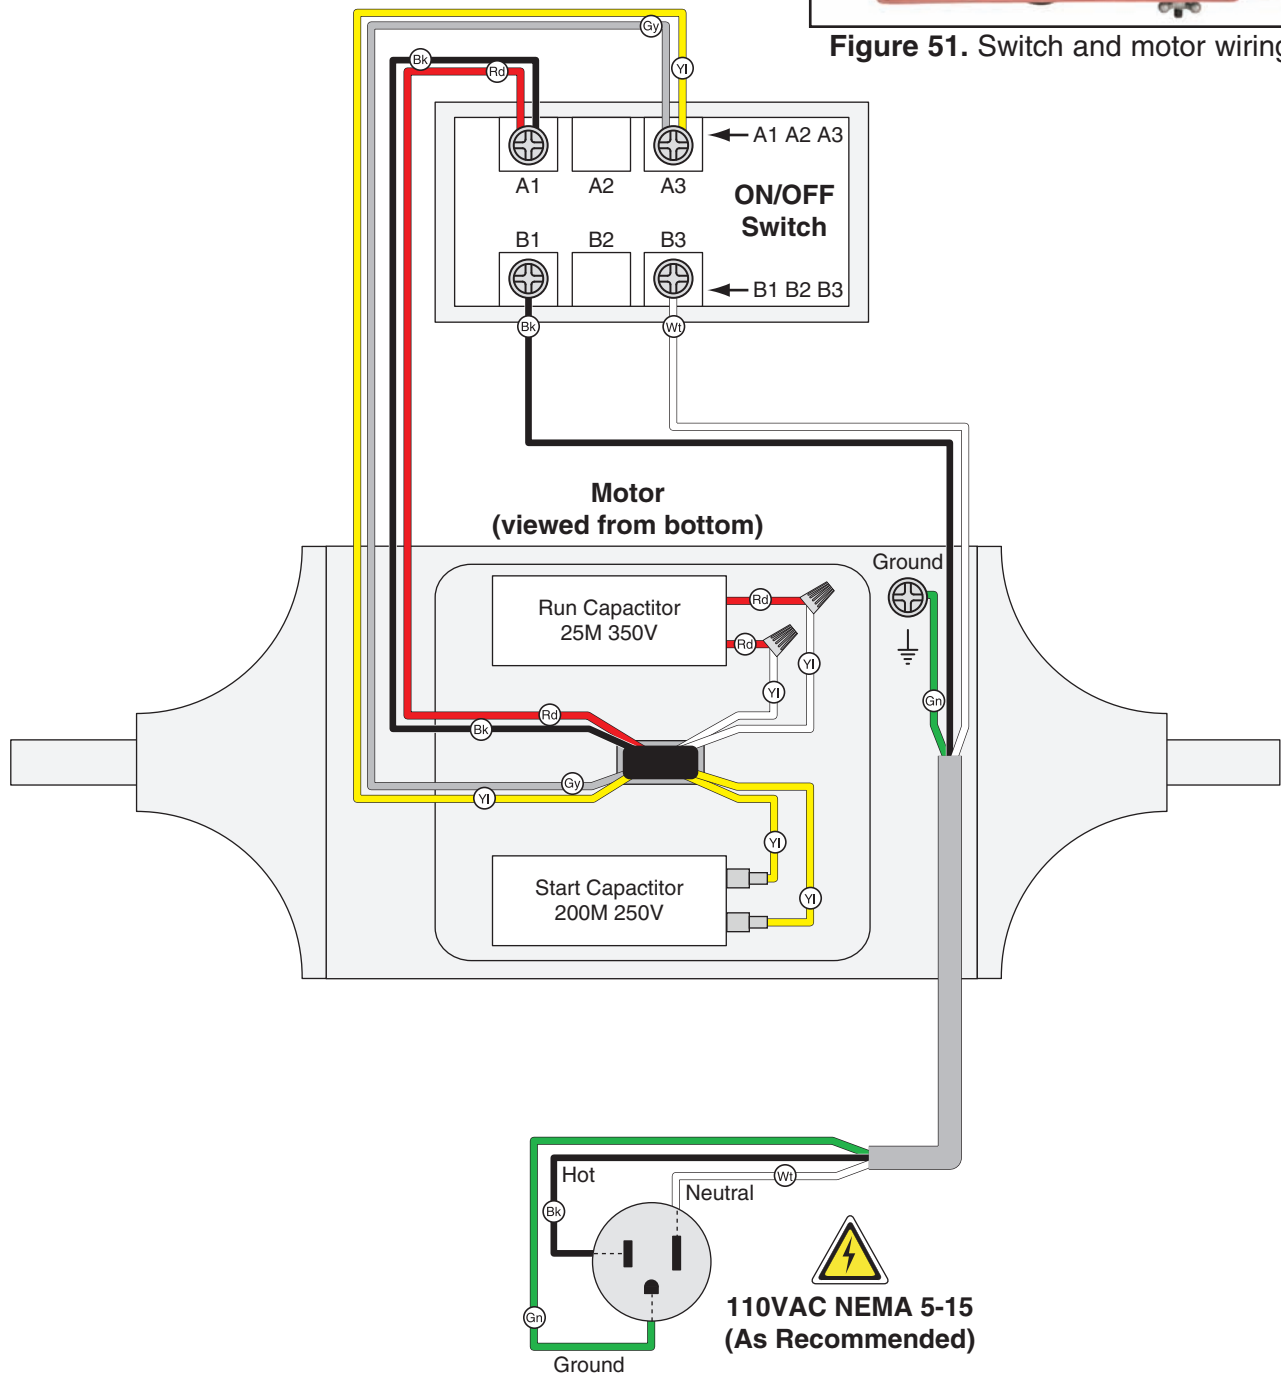 Figure 51. Switch and motor wiring
Gy
Bk
Rd
Yl
A1 A2 A3
A1
A2
A3
ON/OFF
Switch
B1
B2
B3
B1 B2 B3
Bk
Wt
Motor
(viewed from bottom)
Ground
Run Capactitor
25M 350V
Rd
Rd
Yl
Yl
Gn
Rd
Bk
Gy
Yl
Yl
Start Capactitor
200M 250V
Yl
Hot
Wt
Neutral
Bk
110VAC NEMA 5-15
(As Recommended)
Gn
Ground